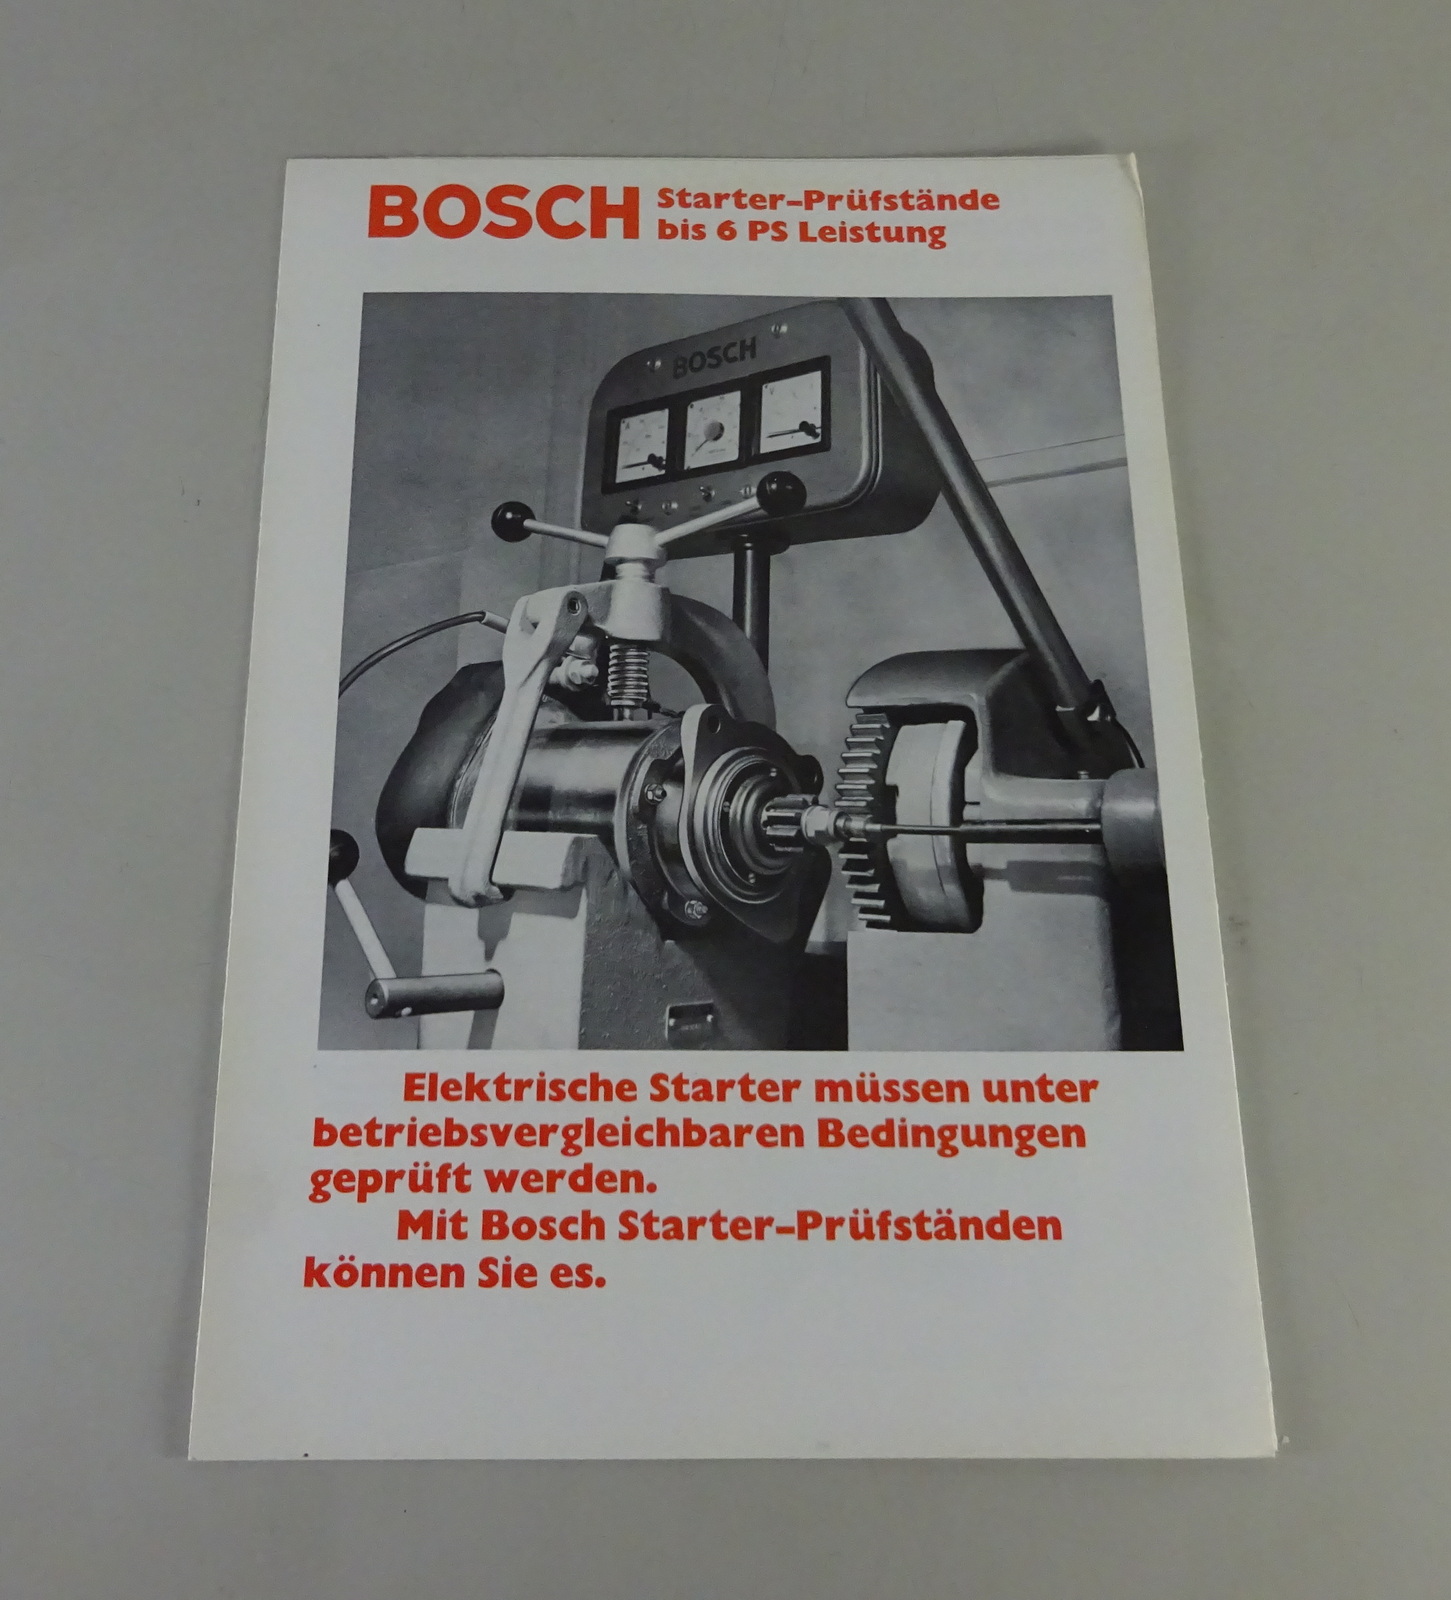 BOSCH
Starter-Prüfstände
bis 6 PS Leistung
BOSCH
Elektrische Starter müssen unter
betriebsvergleichbaren Bedingungen
geprüft werden.
Mit Bosch Starter-Prüfständen
können Sie es.